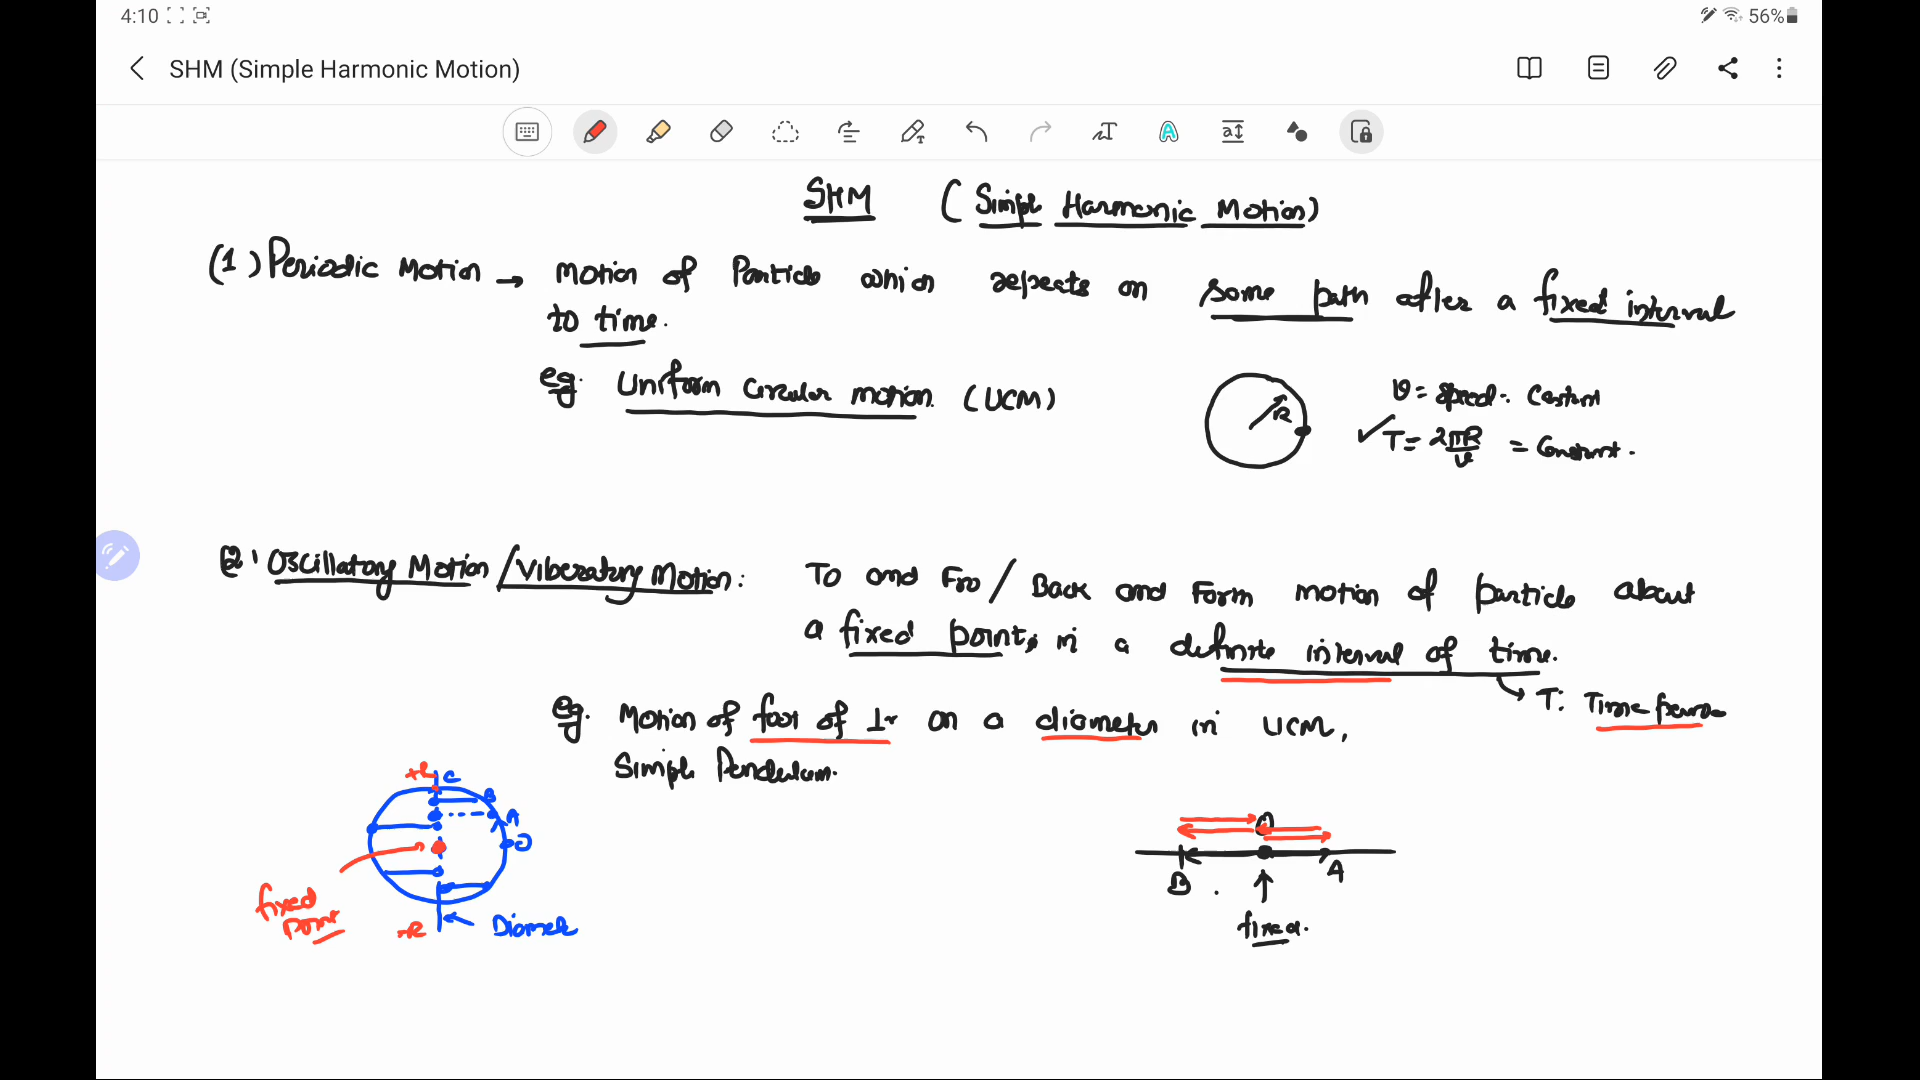 4:10
56%
SHM (Simple Harmonic Motion)
SHM (Simple Harmonic Motion)
(1) Periodic Motion → Motion of Particle which repeats on same path after a fixed interval
to time.
eg: Uniform circular motion. (UCM)
R
v = speed. Constant
✓ T = 2πR/v = Constant.
2. Oscillatory Motion / Viberatory Motion: To and Fro / Back and Form motion of particle about
a fixed point, in a definite interval of time.
→ T: Time period
eg. Motion of foot of ⊥r on a diameter in UCM,
Simple Pendulum.
+R C
B
A
D
fixed point
-R
Diameter
O
B A
fixed.